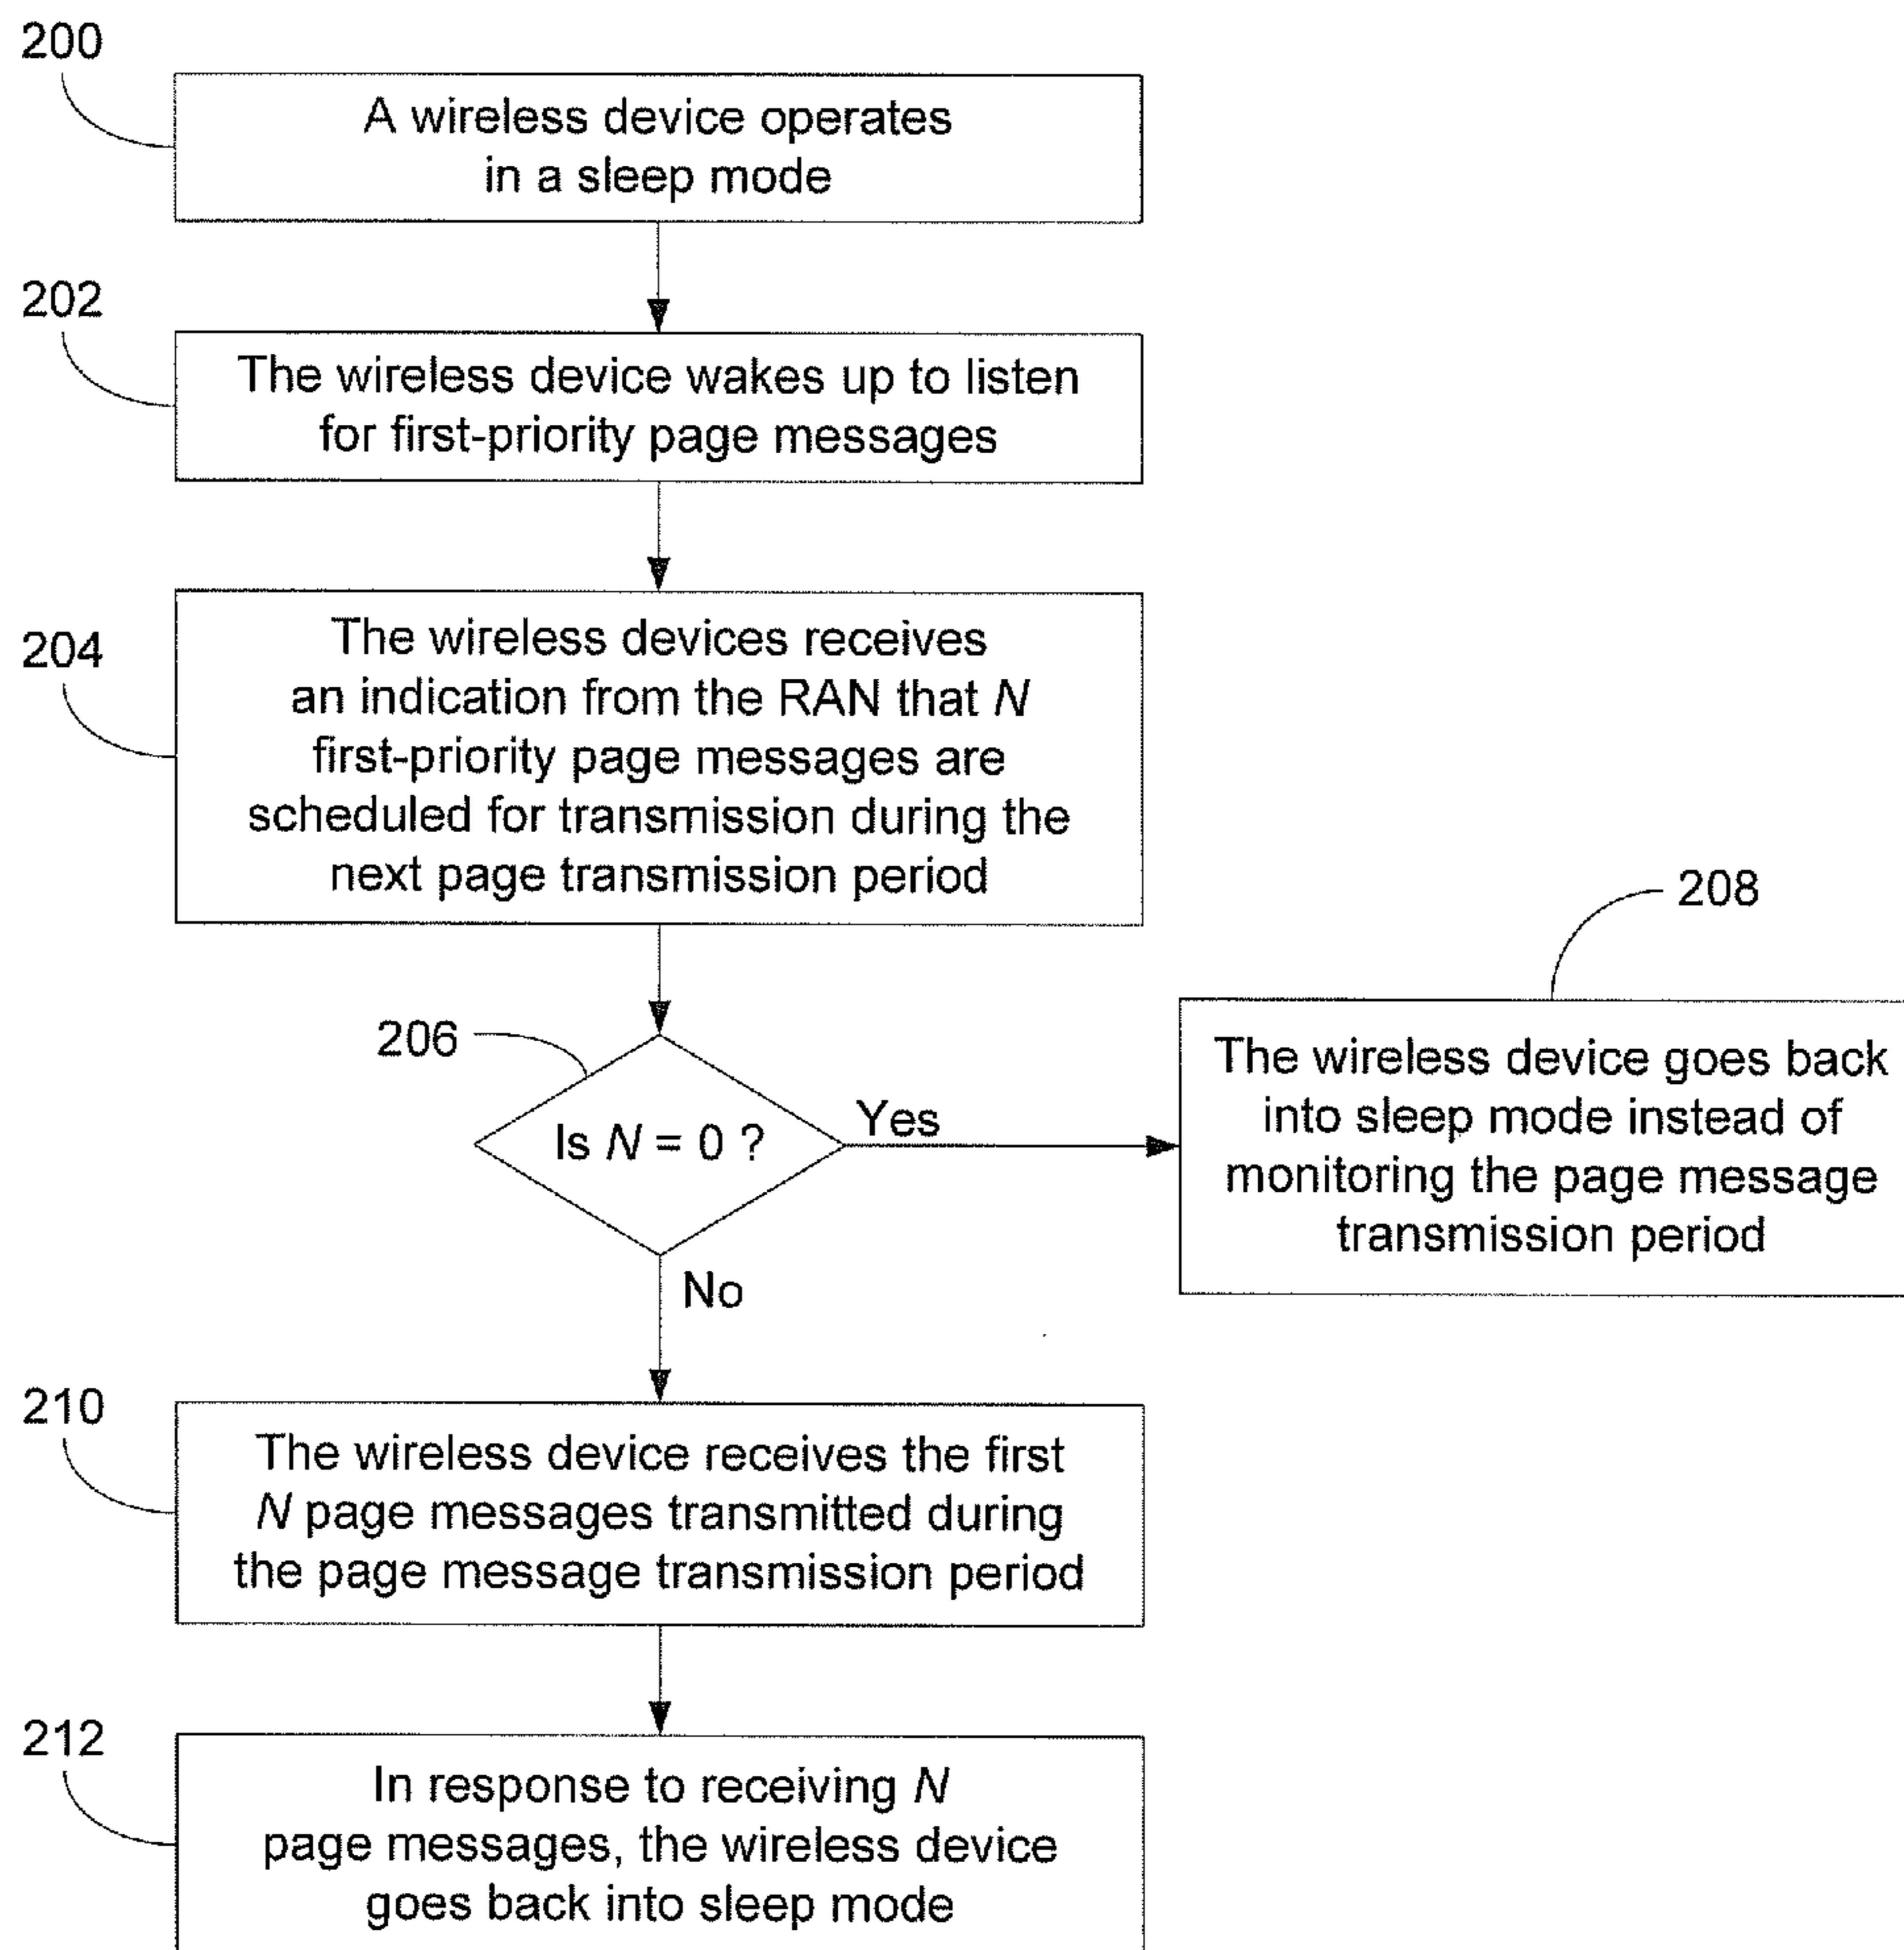 200
A wireless device operates
in a sleep mode
202
The wireless device wakes up to listen
for first-priority page messages
204
The wireless devices receives
an indication from the RAN that N
first-priority page messages are
scheduled for transmission during the
next page transmission period
206
Is N = 0 ?
Yes
208
The wireless device goes back
into sleep mode instead of
monitoring the page message
transmission period
No
210
The wireless device receives the first
N page messages transmitted during
the page message transmission period
212
In response to receiving N
page messages, the wireless device
goes back into sleep mode